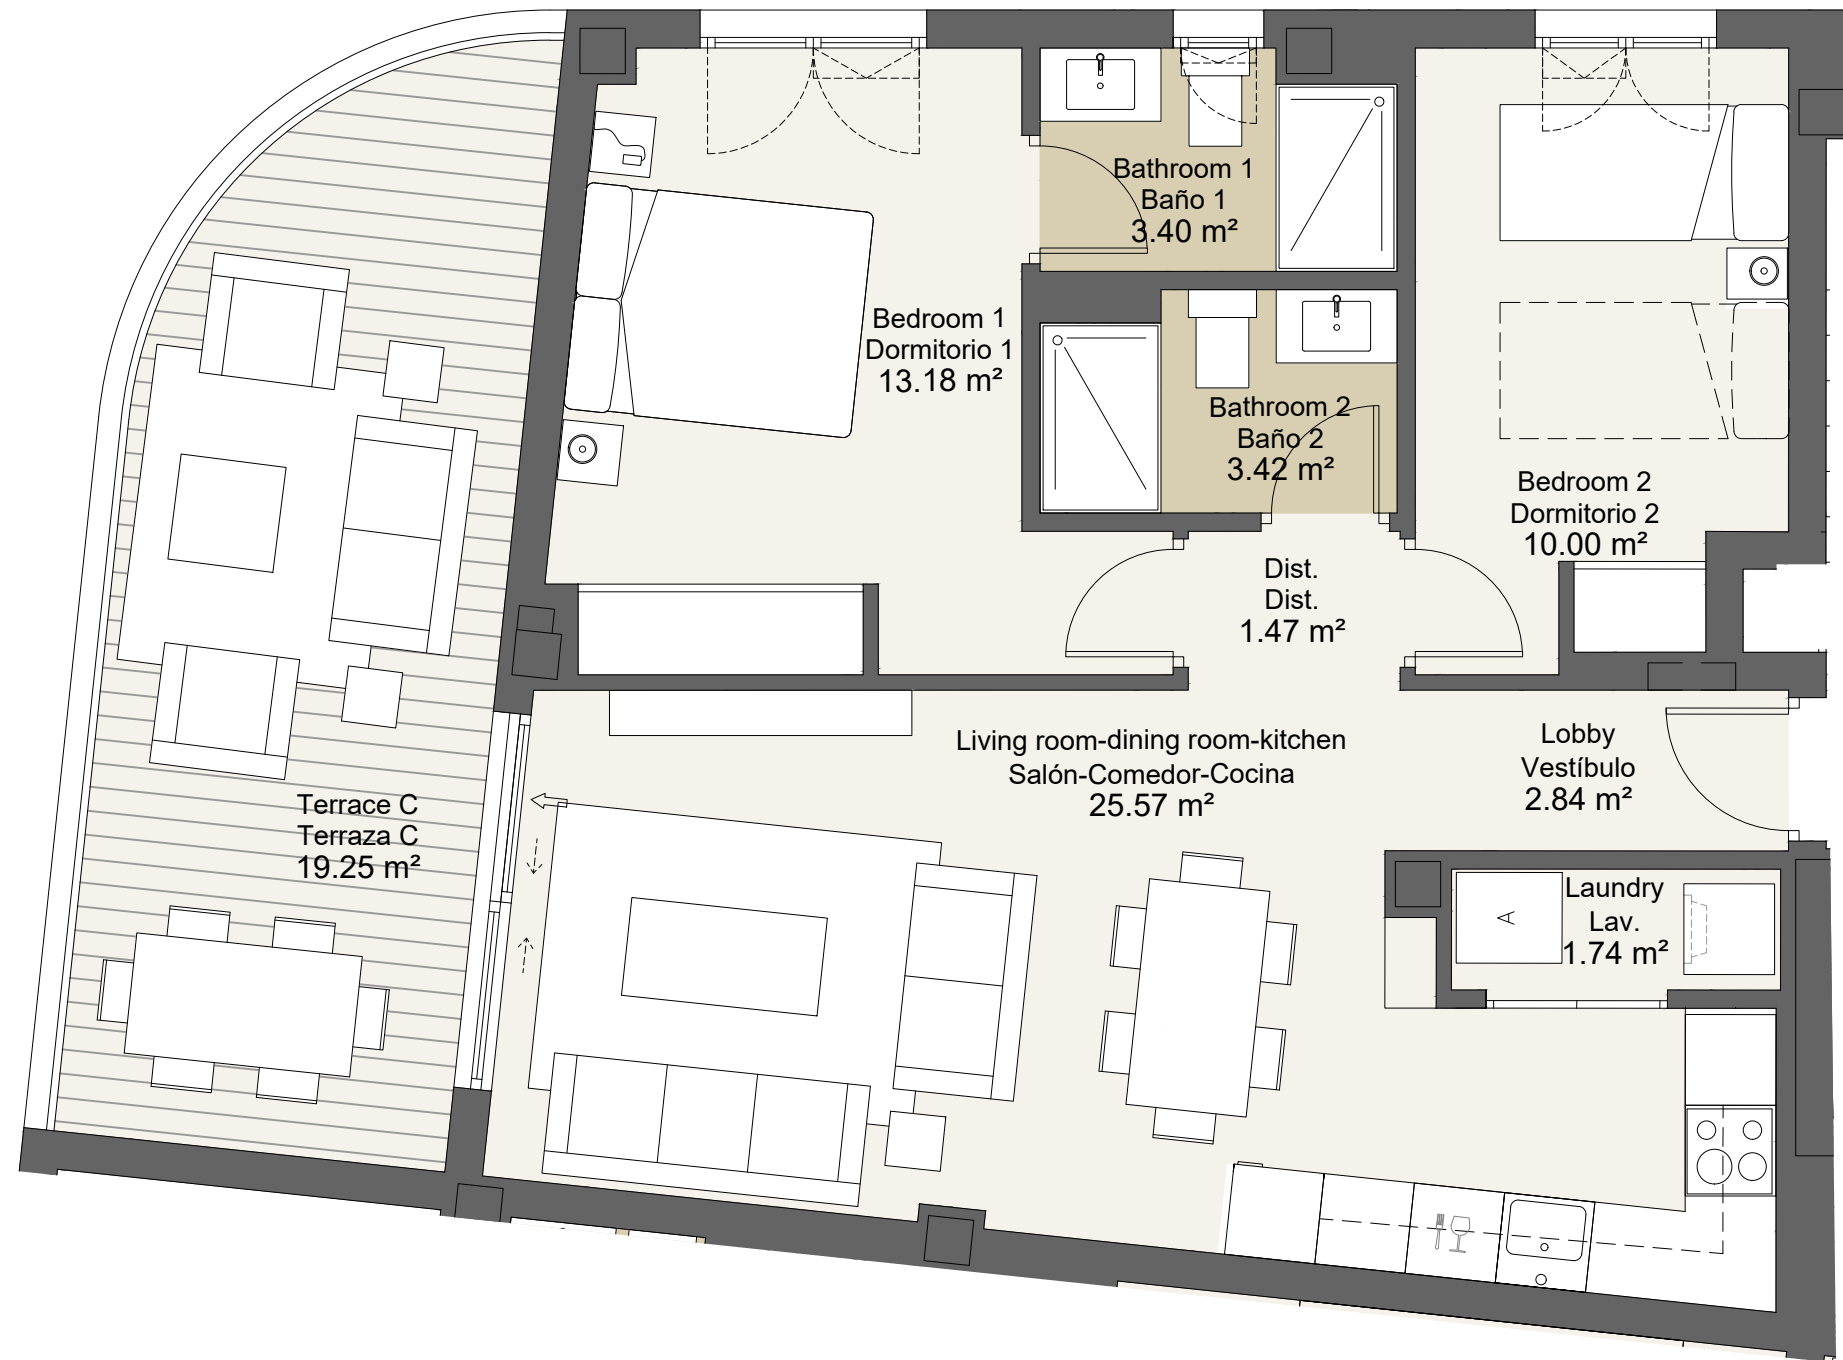 Bathroom 1
Baño 1
3.40 m²
Bedroom 1
Dormitorio 1
13.18 m²
Bathroom 2
Baño 2
3.42 m²
Bedroom 2
Dormitorio 2
10.00 m²
Dist.
Dist.
1.47 m²
Living room-dining room-kitchen
Salón-Comedor-Cocina
25.57 m²
Lobby
Vestíbulo
2.84 m²
Terrace C
Terraza C
19.25 m²
Laundry
Lav.
1.74 m²
A